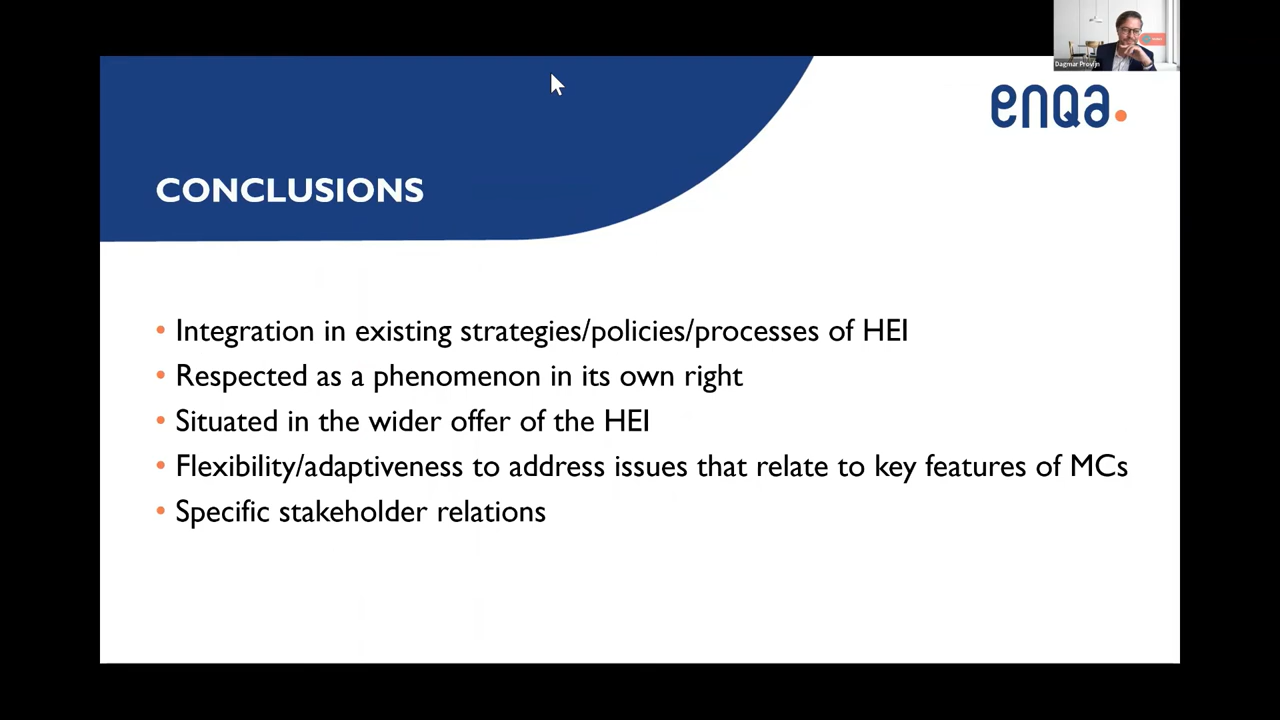 Dagmar Provijn
enqa.
CONCLUSIONS
• Integration in existing strategies/policies/processes of HEI
• Respected as a phenomenon in its own right
• Situated in the wider offer of the HEI
• Flexibility/adaptiveness to address issues that relate to key features of MCs
• Specific stakeholder relations